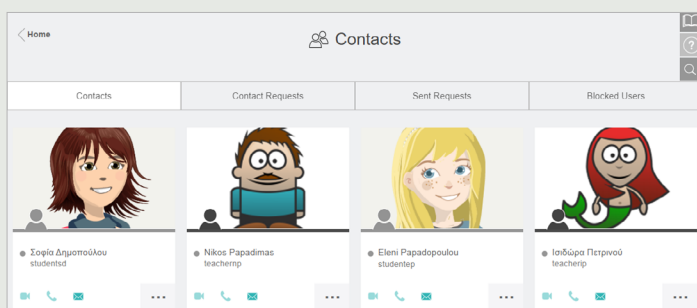 Home
Contacts
Contacts
Contact Requests
Sent Requests
Blocked Users
Σοφία Δημοπούλου
studentsd
Nikos Papadimas
teachernp
Eleni Papadopoulou
studentep
Ισιδώρα Πετρινού
teacherip